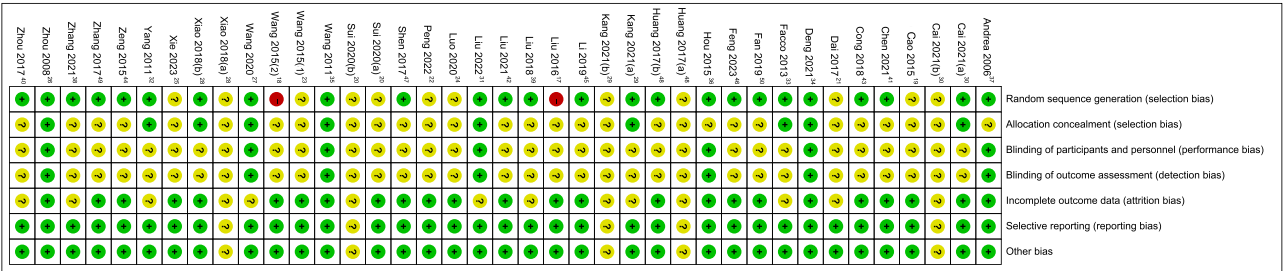 Zhou 2017
Zhou 2008
Zhang 2021
Zhang 2017
Zeng 2015
Yang 2011
Xie 2023
Xiao 2018(b)
Xiao 2018(a)
Wang 2020
Wang 2015(2)
Wang 2015(1)
Wang 2011
Sui 2020(b)
Sui 2020(a)
Shen 2017
Peng 2022
Luo 2020
Liu 2022
Liu 2021
Liu 2018
Liu 2016
Li 2019
Kang 2021(b)
Kang 2021(a)
Huang 2017(b)
Huang 2017(a)
Hou 2015
Feng 2023
Fan 2019
Facco 2013
Deng 2021
Dai 2017
Cong 2018
Chen 2021
Cao 2015
Cai 2021(b)
Cai 2021(a)
Andrea 2006
Random sequence generation (selection bias)
Allocation concealment (selection bias)
Blinding of participants and personnel (performance bias)
Blinding of outcome assessment (detection bias)
Incomplete outcome data (attrition bias)
Selective reporting (reporting bias)
Other bias